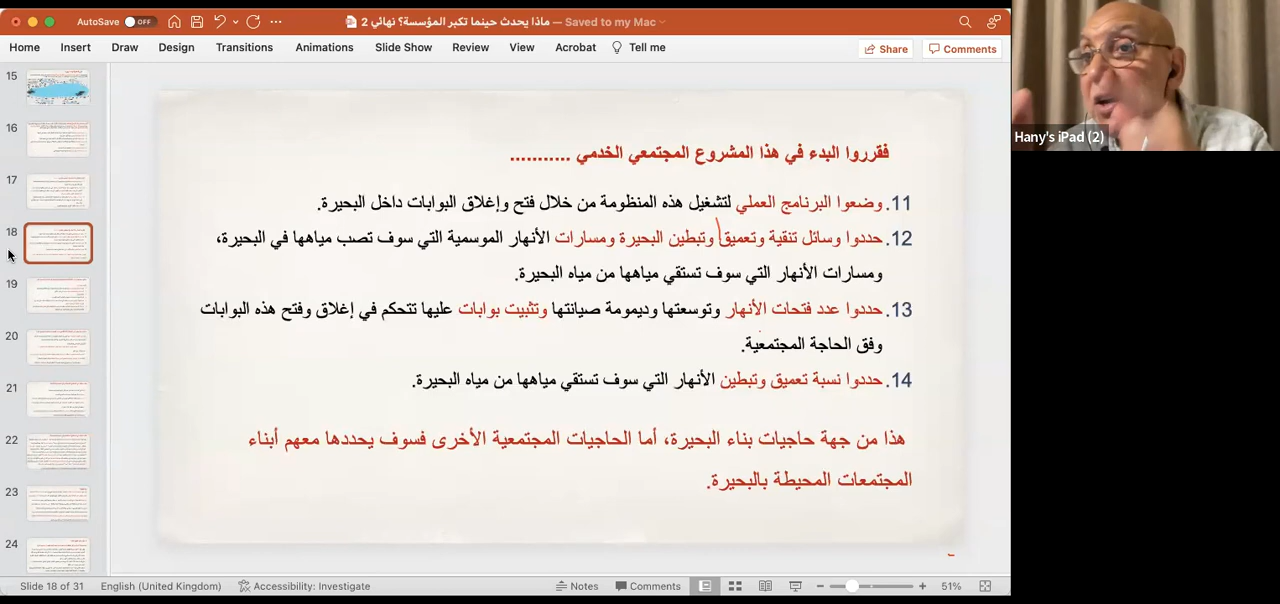 AutoSave OFF
ماذا يحدث حينما تكبر المؤسسة؟ نهائي 2 — Saved to my Mac
Home Insert Draw Design Transitions Animations Slide Show Review View Acrobat Tell me
Share Comments
15
16
17
18
19
20
21
22
23
24
فقرروا البدء في هذا المشروع المجتمعي الخدمي ...........
11. وضعوا البرنامج العملي لتشغيل هذه المنظومة من خلال فتح وإغلاق البوابات داخل البحيرة.
12. حددوا وسائل تنقية وتعميق وتبطين البحيرة ومسارات الأنهار الموسمية التي سوف تصب مياهها في البحيرة،
ومسارات الأنهار التي سوف تستقي مياهها من مياه البحيرة.
13. حددوا عدد فتحات الأنهار وتوسعتها وديمومة صيانتها وتثبيت بوابات عليها تتحكم في إغلاق وفتح هذه البوابات
وفق الحاجة المجتمعية.
14. حددوا نسبة تعميق وتبطين الأنهار التي سوف تستقي مياهها من مياه البحيرة.
هذا من جهة حاجيات بناء البحيرة، أما الحاجيات المجتمعية الأخرى فسوف يحددها معهم أبناء
المجتمعات المحيطة بالبحيرة.
Hany's iPad (2)
Slide 18 of 31 English (United Kingdom) Accessibility: Investigate Notes Comments 51%